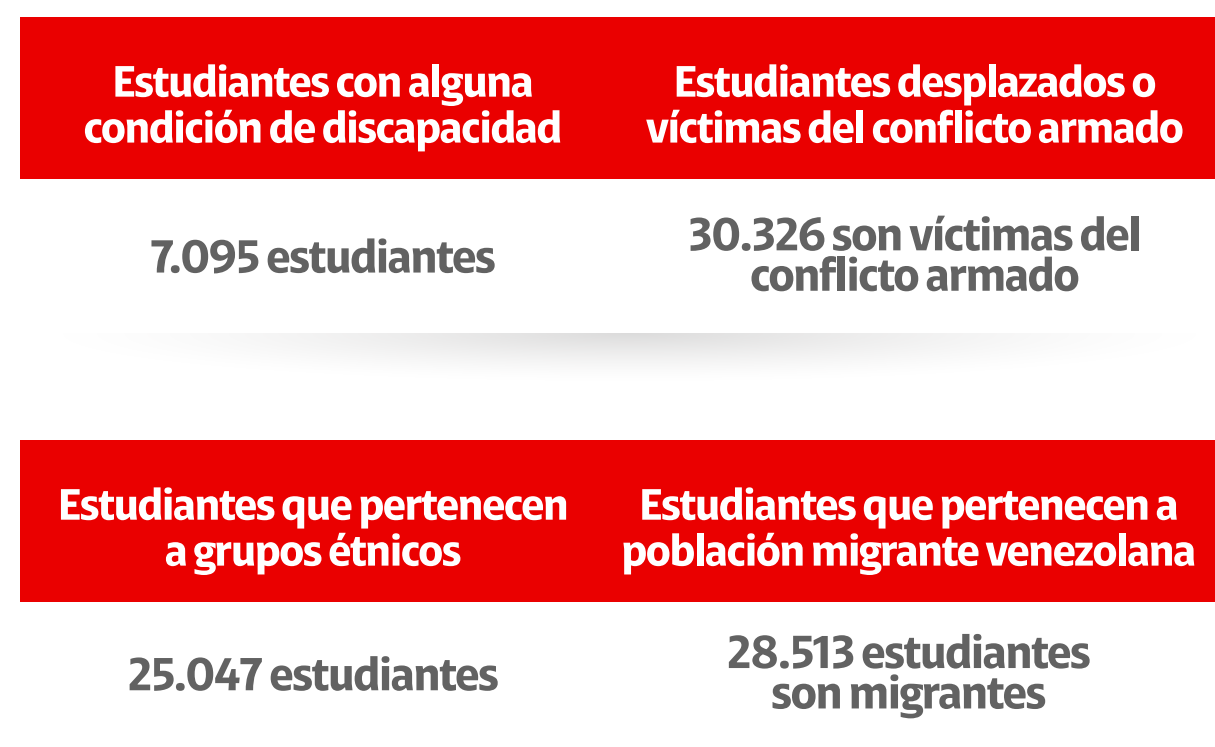 Estudiantes con alguna
condición de discapacidad
Estudiantes desplazados o
víctimas del conflicto armado
7.095 estudiantes
30.326 son víctimas del
conflicto armado
Estudiantes que pertenecen
a grupos étnicos
Estudiantes que pertenecen a
población migrante venezolana
25.047 estudiantes
28.513 estudiantes
son migrantes